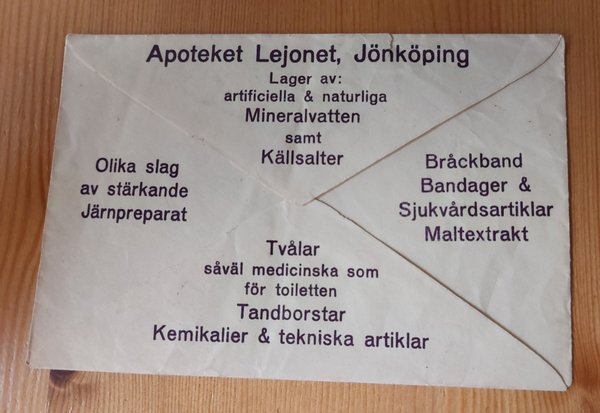 Apoteket Lejonet, Jönköping
Lager av:
artificiella & naturliga
Mineralvatten
samt
Källsalter
Olika slag
av stärkande
Järnpreparat
Bråckband
Bandager &
Sjukvårdsartiklar
Maltextrakt
Tvålar
såväl medicinska som
för toiletten
Tandborstar
Kemikalier & tekniska artiklar